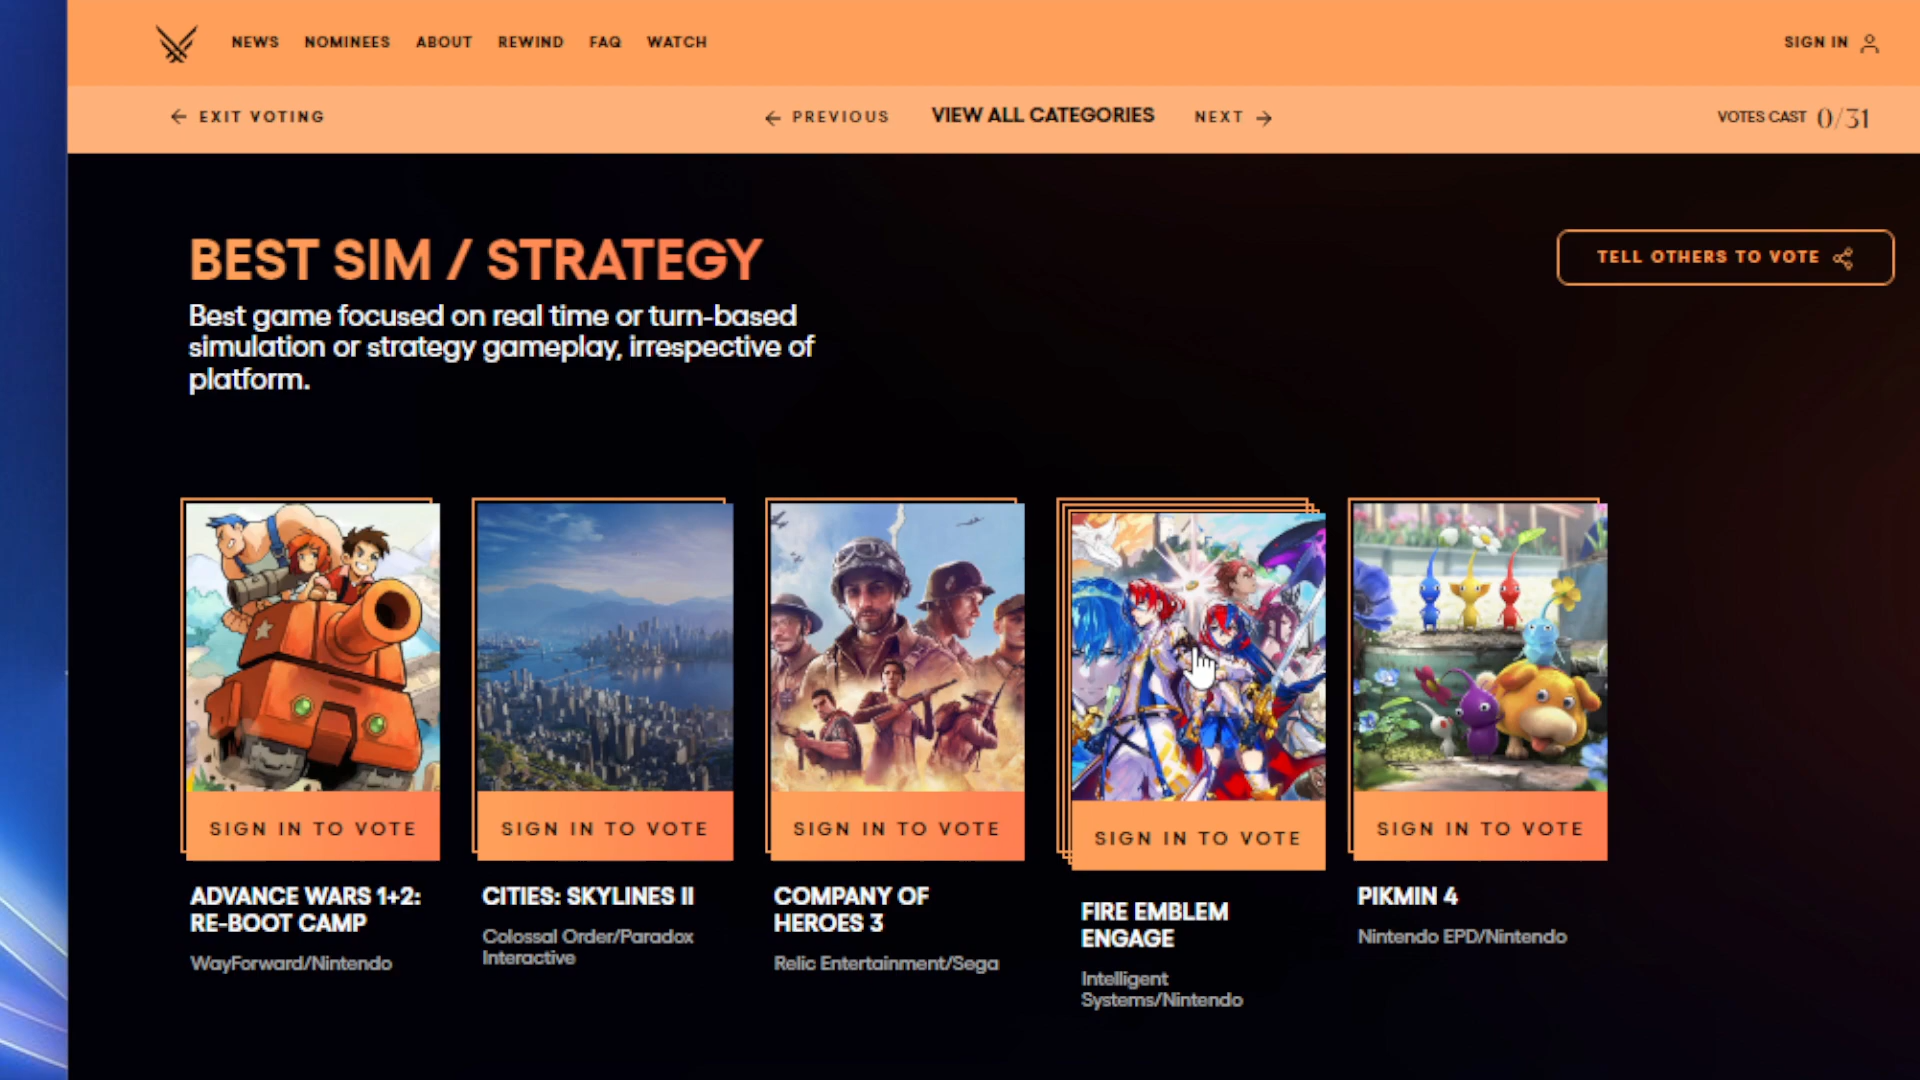 NEWS NOMINEES ABOUT REWIND FAQ WATCH SIGN IN
EXIT VOTING PREVIOUS VIEW ALL CATEGORIES NEXT VOTES CAST 0/31
BEST SIM / STRATEGY
TELL OTHERS TO VOTE
Best game focused on real time or turn-based
simulation or strategy gameplay, irrespective of
platform.
SIGN IN TO VOTE
ADVANCE WARS 1+2:
RE-BOOT CAMP
WayForward/Nintendo
SIGN IN TO VOTE
CITIES: SKYLINES II
Colossal Order/Paradox
Interactive
SIGN IN TO VOTE
COMPANY OF
HEROES 3
Relic Entertainment/Sega
SIGN IN TO VOTE
FIRE EMBLEM
ENGAGE
Intelligent
Systems/Nintendo
SIGN IN TO VOTE
PIKMIN 4
Nintendo EPD/Nintendo